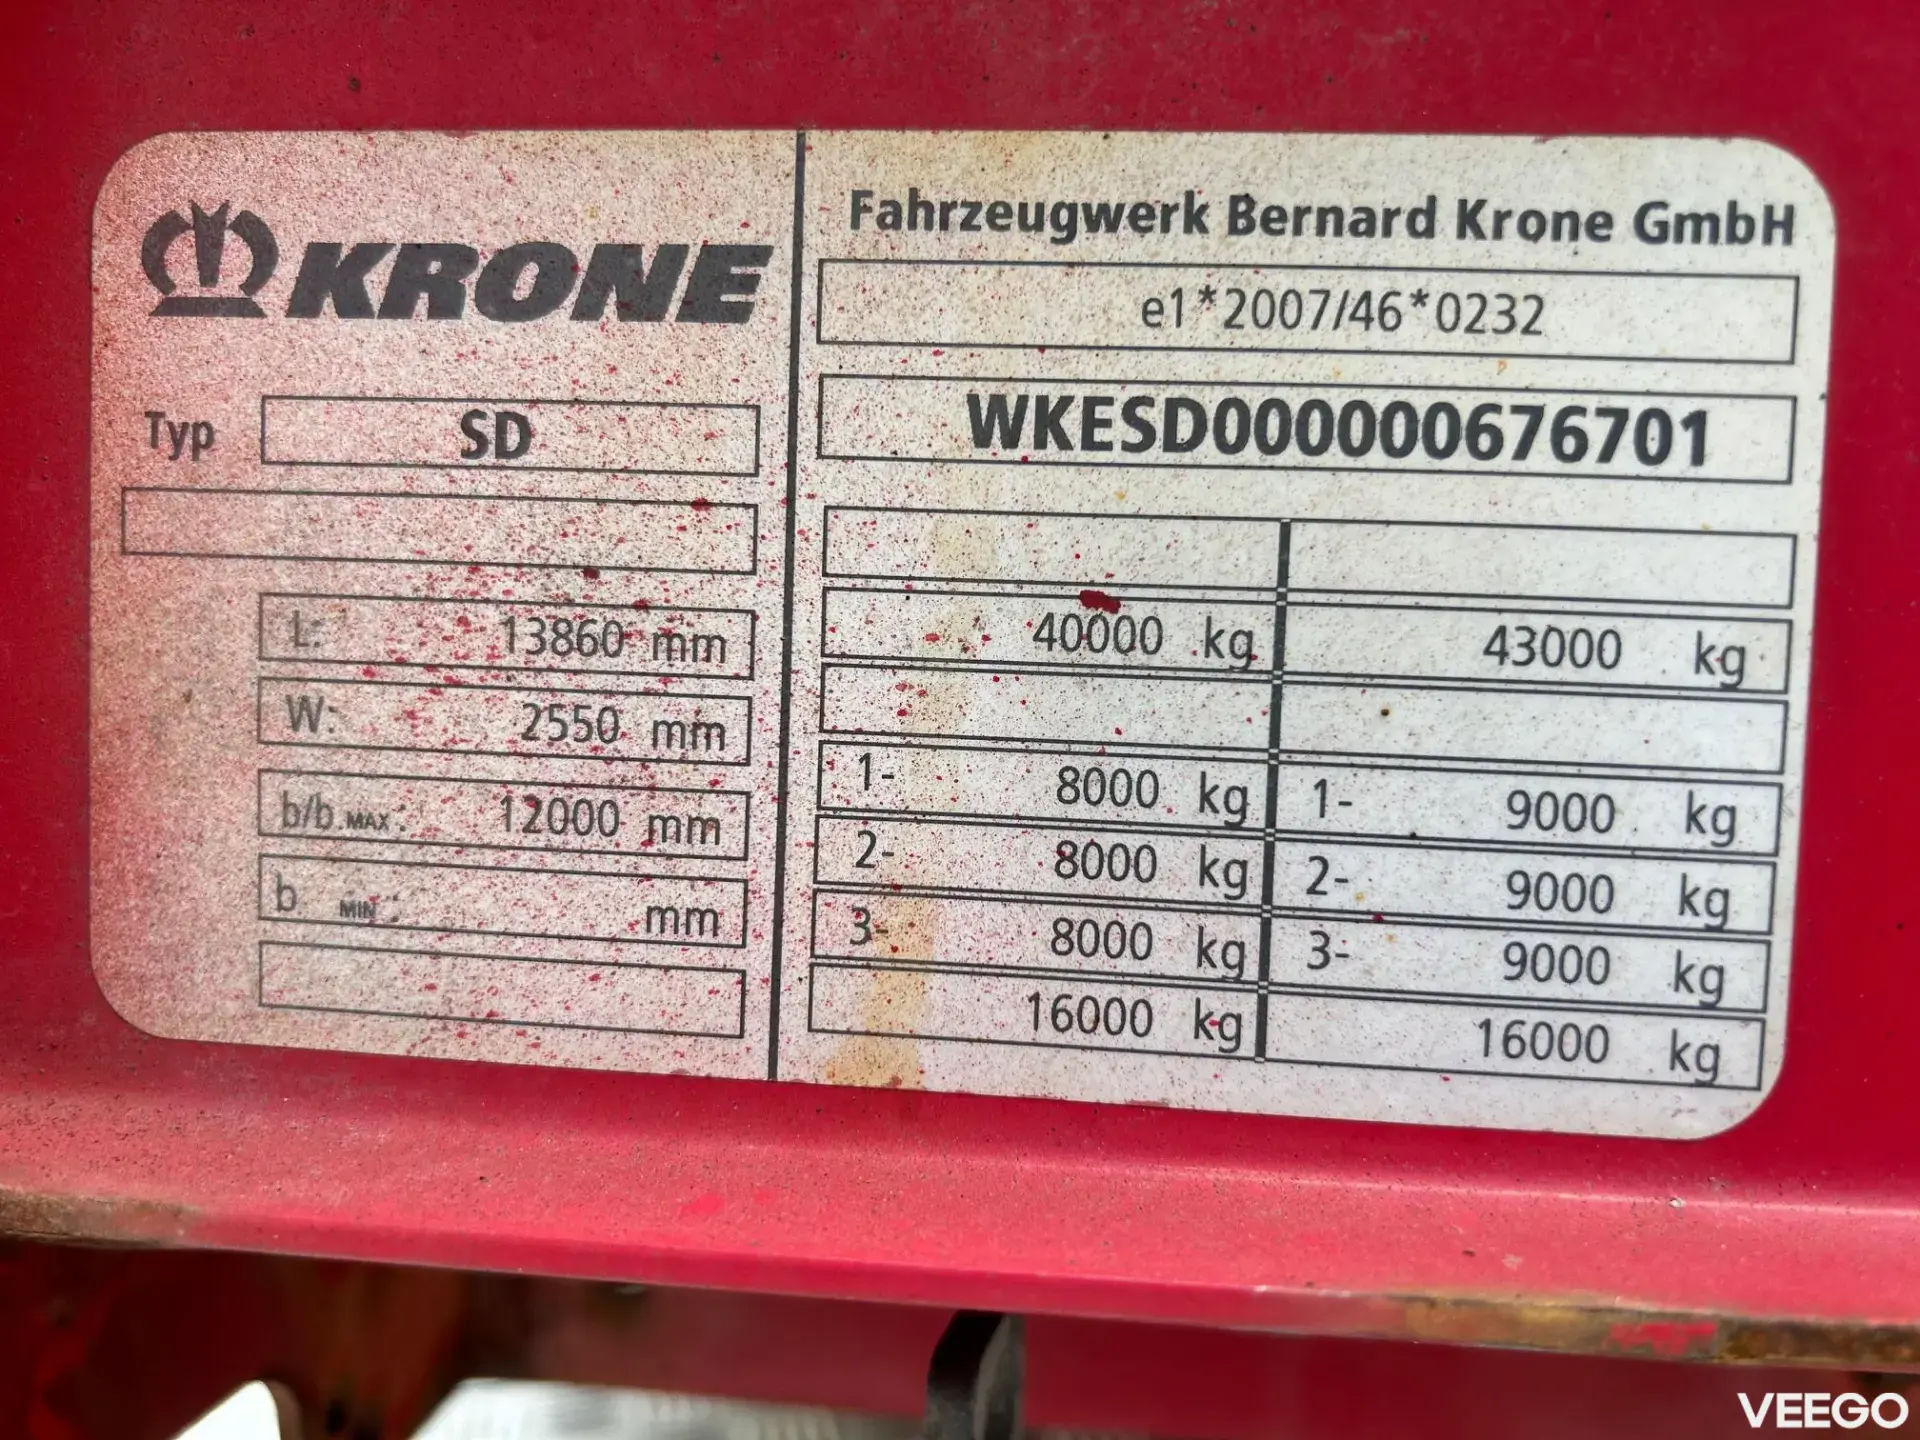 KRONE
Typ SD
L: 13860 mm
W: 2550 mm
b/b MAX: 12000 mm
b MIN: mm
Fahrzeugwerk Bernard Krone GmbH
e1*2007/46*0232
WKESD000000676701
40000 kg 43000 kg
1- 8000 kg 1- 9000 kg
2- 8000 kg 2- 9000 kg
3- 8000 kg 3- 9000 kg
16000 kg 16000 kg
VEEGO